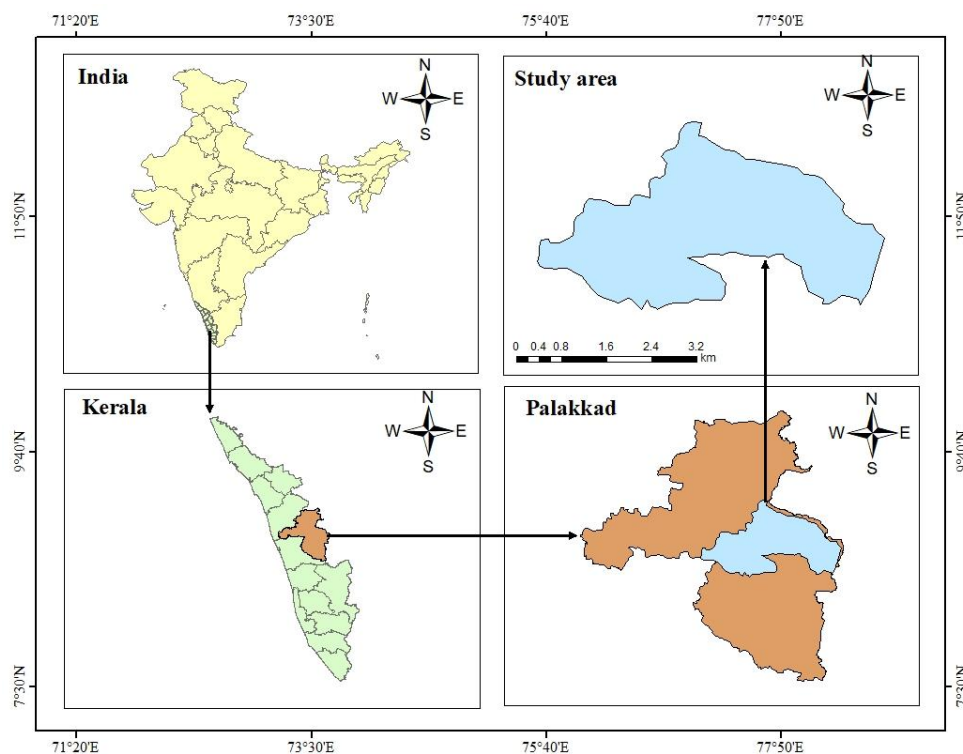 71°20'E 73°30'E 75°40'E 77°50'E
India
N
W E
S
Study area
N
W E
S
11°50'N 11°50'N
0 0.4 0.8 1.6 2.4 3.2
km
Kerala
N
W E
S
Palakkad
N
W E
S
9°40'N 9°40'N
7°30'N 7°30'N
71°20'E 73°30'E 75°40'E 77°50'E